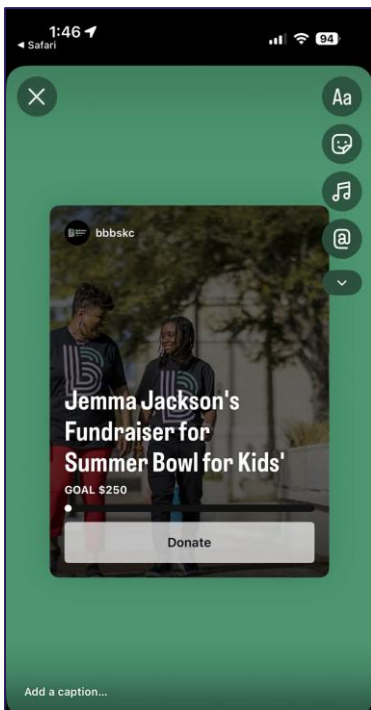 1:46
94
◀ Safari
Aa
@
bbbskc
Jemma Jackson's
Fundraiser for
Summer Bowl for Kids'
GOAL $250
Donate
Add a caption...